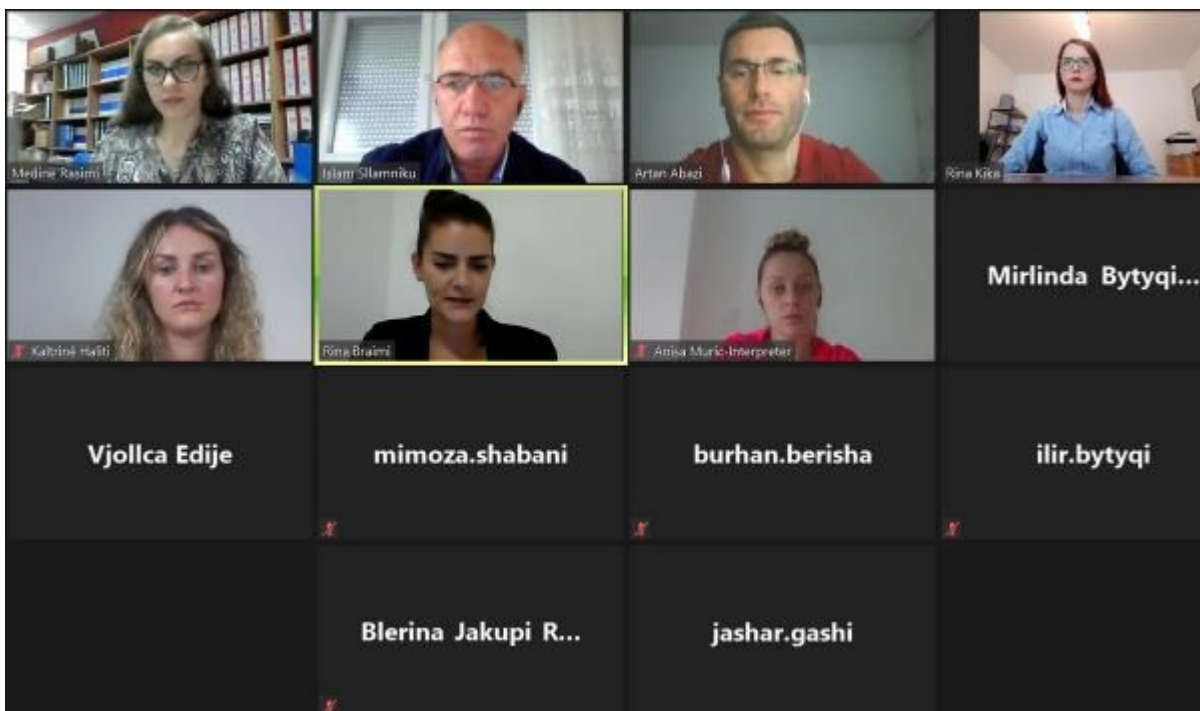 Medine Rasimi
Islam Sllamniku
Artan Abazi
Rina Kika
Kaltrinë Haliti
Rina Braimi
Anisa Muric-Interpreter
Mirlinda Bytyqi...
Vjollca Edije
mimoza.shabani
burhan.berisha
ilir.bytyqi
Blerina Jakupi R...
jashar.gashi